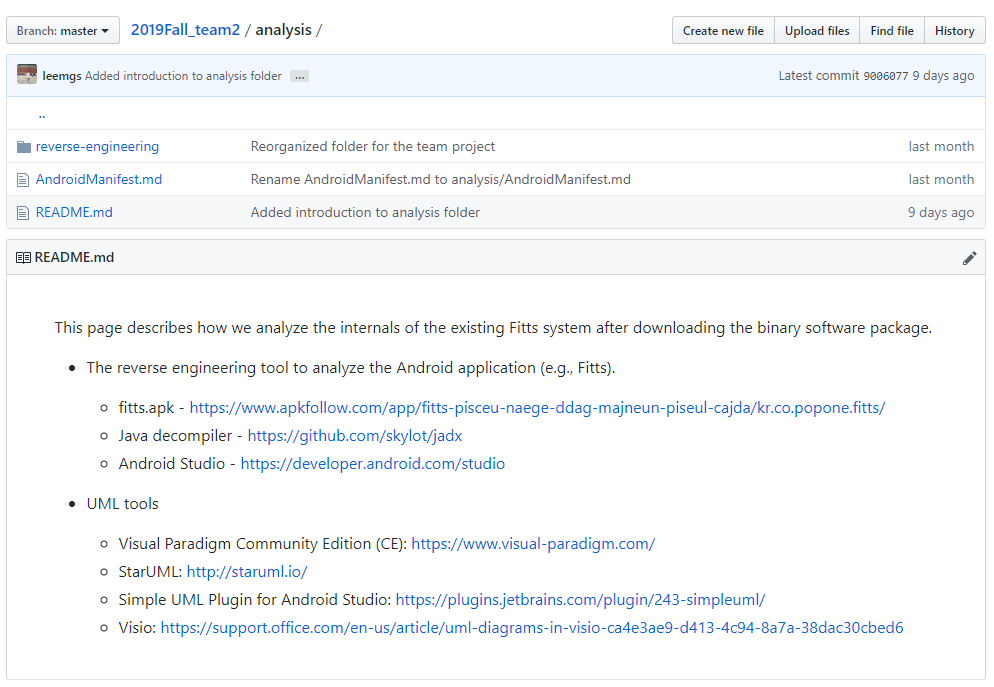 Branch: master
2019Fall_team2 / analysis /
Create new file
Upload files
Find file
History
leemgs Added introduction to analysis folder ...
Latest commit 9006077 9 days ago
..
reverse-engineering Reorganized folder for the team project last month
AndroidManifest.md Rename AndroidManifest.md to analysis/AndroidManifest.md last month
README.md Added introduction to analysis folder 9 days ago
README.md
This page describes how we analyze the internals of the existing Fitts system after downloading the binary software package.
The reverse engineering tool to analyze the Android application (e.g., Fitts).
fitts.apk - https://www.apkfollow.com/app/fitts-pisceu-naege-ddag-majneun-piseul-cajda/kr.co.popone.fitts/
Java decompiler - https://github.com/skylot/jadx
Android Studio - https://developer.android.com/studio
UML tools
Visual Paradigm Community Edition (CE): https://www.visual-paradigm.com/
StarUML: http://staruml.io/
Simple UML Plugin for Android Studio: https://plugins.jetbrains.com/plugin/243-simpleuml/
Visio: https://support.office.com/en-us/article/uml-diagrams-in-visio-ca4e3ae9-d413-4c94-8a7a-38dac30cbed6